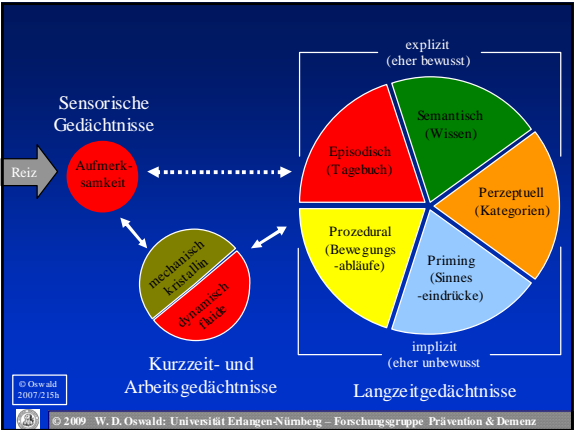 explizit
(eher bewusst)
Sensorische
Gedächtnisse
Reiz
Aufmerk-
samkeit
Episodisch
(Tagebuch)
Semantisch
(Wissen)
Perzeptuell
(Kategorien)
Prozedural
(Bewegungs
-abläufe)
Priming
(Sinnes
-eindrücke)
mechanisch
kristallin
dynamisch
fluide
implizit
(eher unbewusst
Kurzzeit- und
Arbeitsgedächtnisse
Langzeitgedächtnisse
© Oswald
2007/215h
© 2009 W. D. Oswald: Universität Erlangen-Nürnberg – Forschungsgruppe Prävention & Demenz